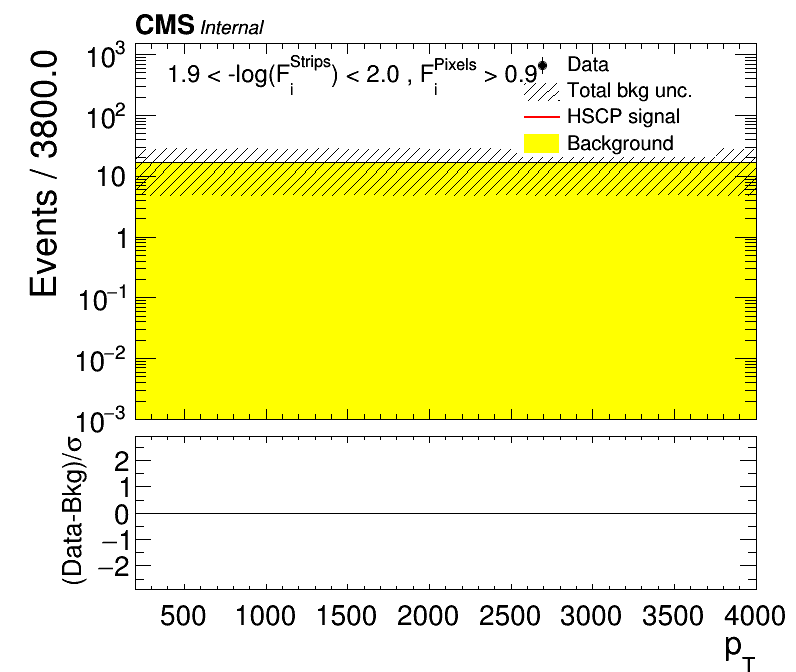 CMS Internal
1.9 < -log(F_i^Strips) < 2.0 , F_i^Pixels > 0.9
Data
Total bkg unc.
HSCP signal
Background
Events / 3800.0
10^3
10^2
10
1
10^−1
10^−2
10^−3
(Data-Bkg)/σ
2
1
0
−1
−2
500 1000 1500 2000 2500 3000 3500 4000
p_T